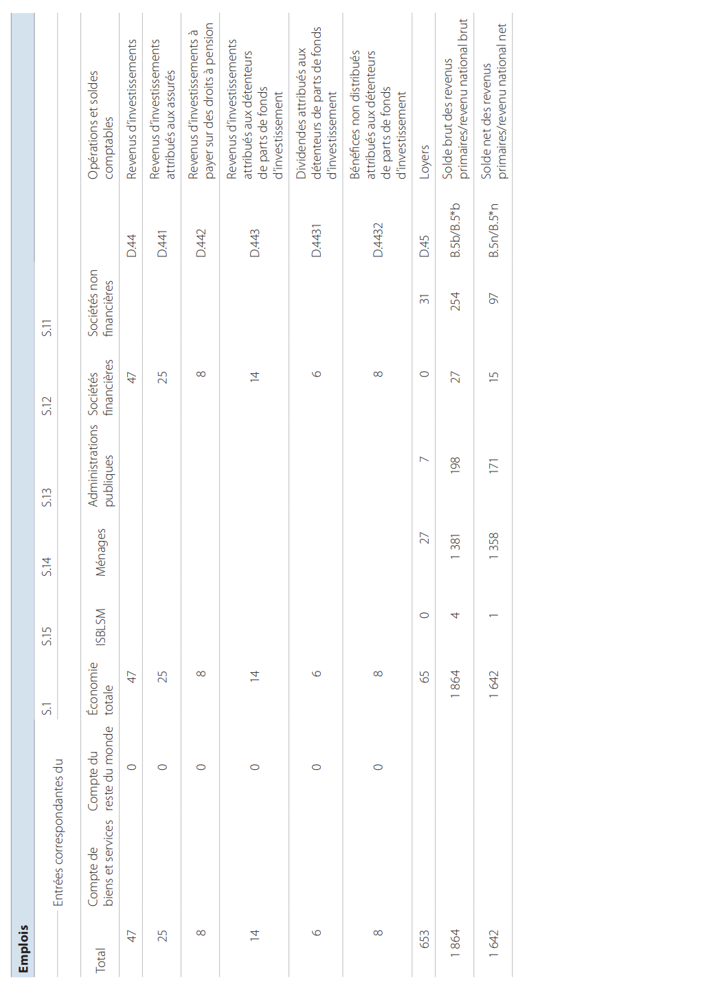 Emplois
S.1 S.15 S.14 S.13 S.12 S.11
Entrées correspondantes du
Total Compte de Compte du Économie ISBLSM Ménages Administrations Sociétés Sociétés non Opérations et soldes
biens et services reste du monde totale publiques financières financières comptables
47 0 47 47 D.44 Revenus d’investissements
25 0 25 25 D.441 Revenus d’investissements
attribués aux assurés
8 0 8 8 D.442 Revenus d’investissements à
payer sur des droits à pension
14 0 14 14 D.443 Revenus d’investissements
attribués aux détenteurs
de parts de fonds
d’investissement
6 0 6 6 D.4431 Dividendes attribués aux
détenteurs de parts de fonds
d’investissement
8 0 8 8 D.4432 Bénéfices non distribués
attribués aux détenteurs
de parts de fonds
d’investissement
653 65 0 27 7 0 31 D.45 Loyers
1 864 1 864 4 1 381 198 27 254 B.5b/B.5*b Solde brut des revenus
primaires/revenu national brut
1 642 1 642 1 1 358 171 15 97 B.5n/B.5*n Solde net des revenus
primaires/revenu national net